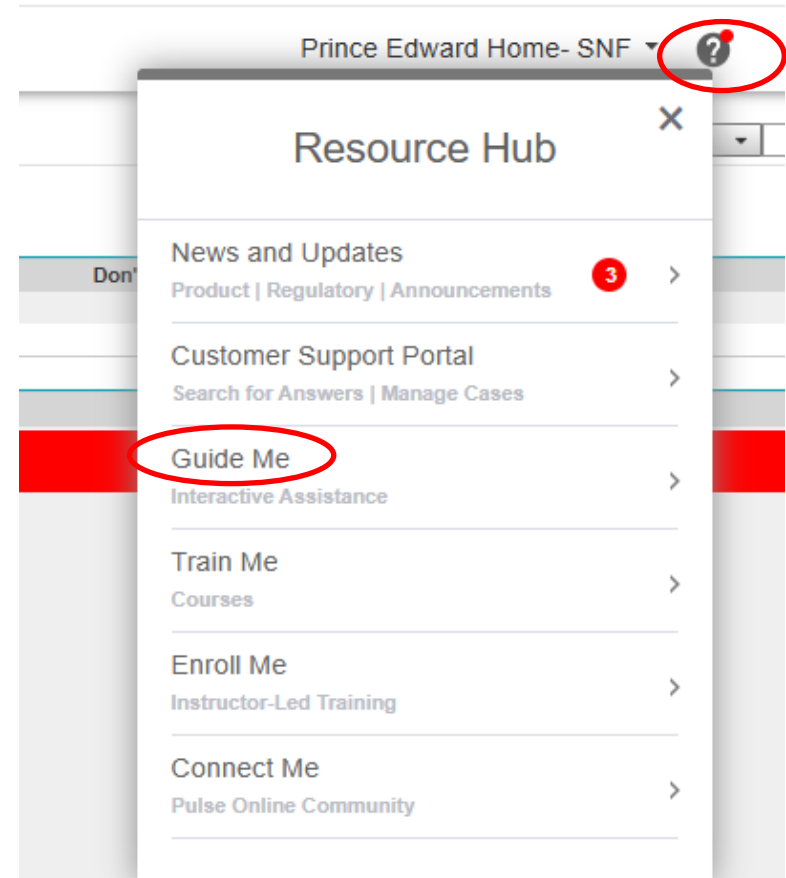 Prince Edward Home- SNF
?
Resource Hub
×
Don'
News and Updates
Product | Regulatory | Announcements
3
Customer Support Portal
Search for Answers | Manage Cases
Guide Me
Interactive Assistance
Train Me
Courses
Enroll Me
Instructor-Led Training
Connect Me
Pulse Online Community